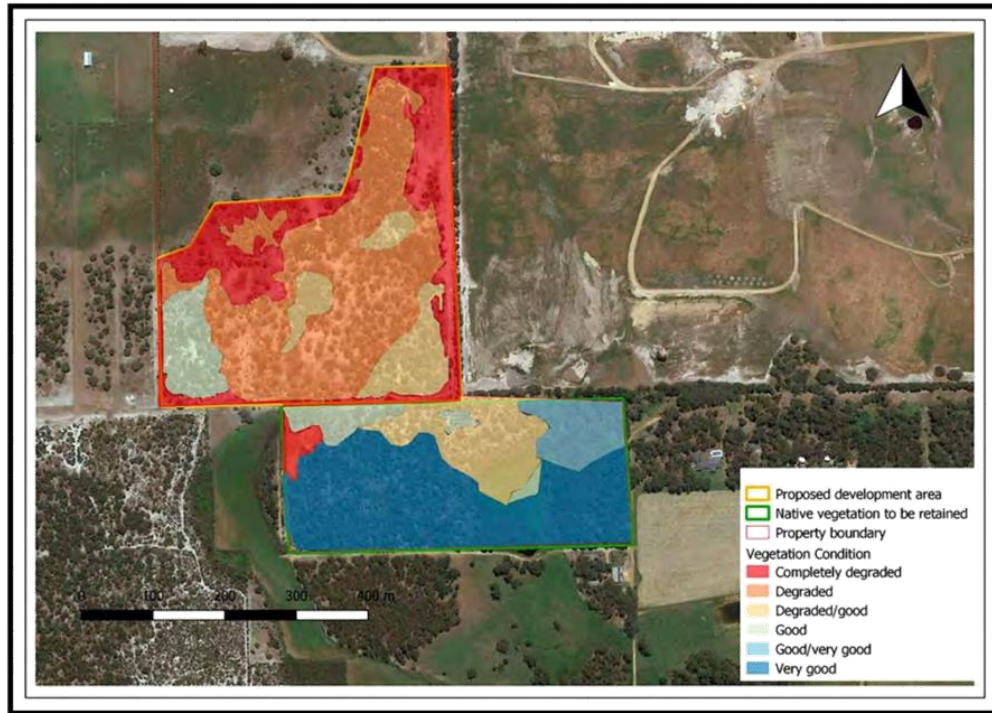 Proposed development area
Native vegetation to be retained
Property boundary
Vegetation Condition
Completely degraded
Degraded
Degraded/good
Good
Good/very good
Very good
0 100 200 300 400 m